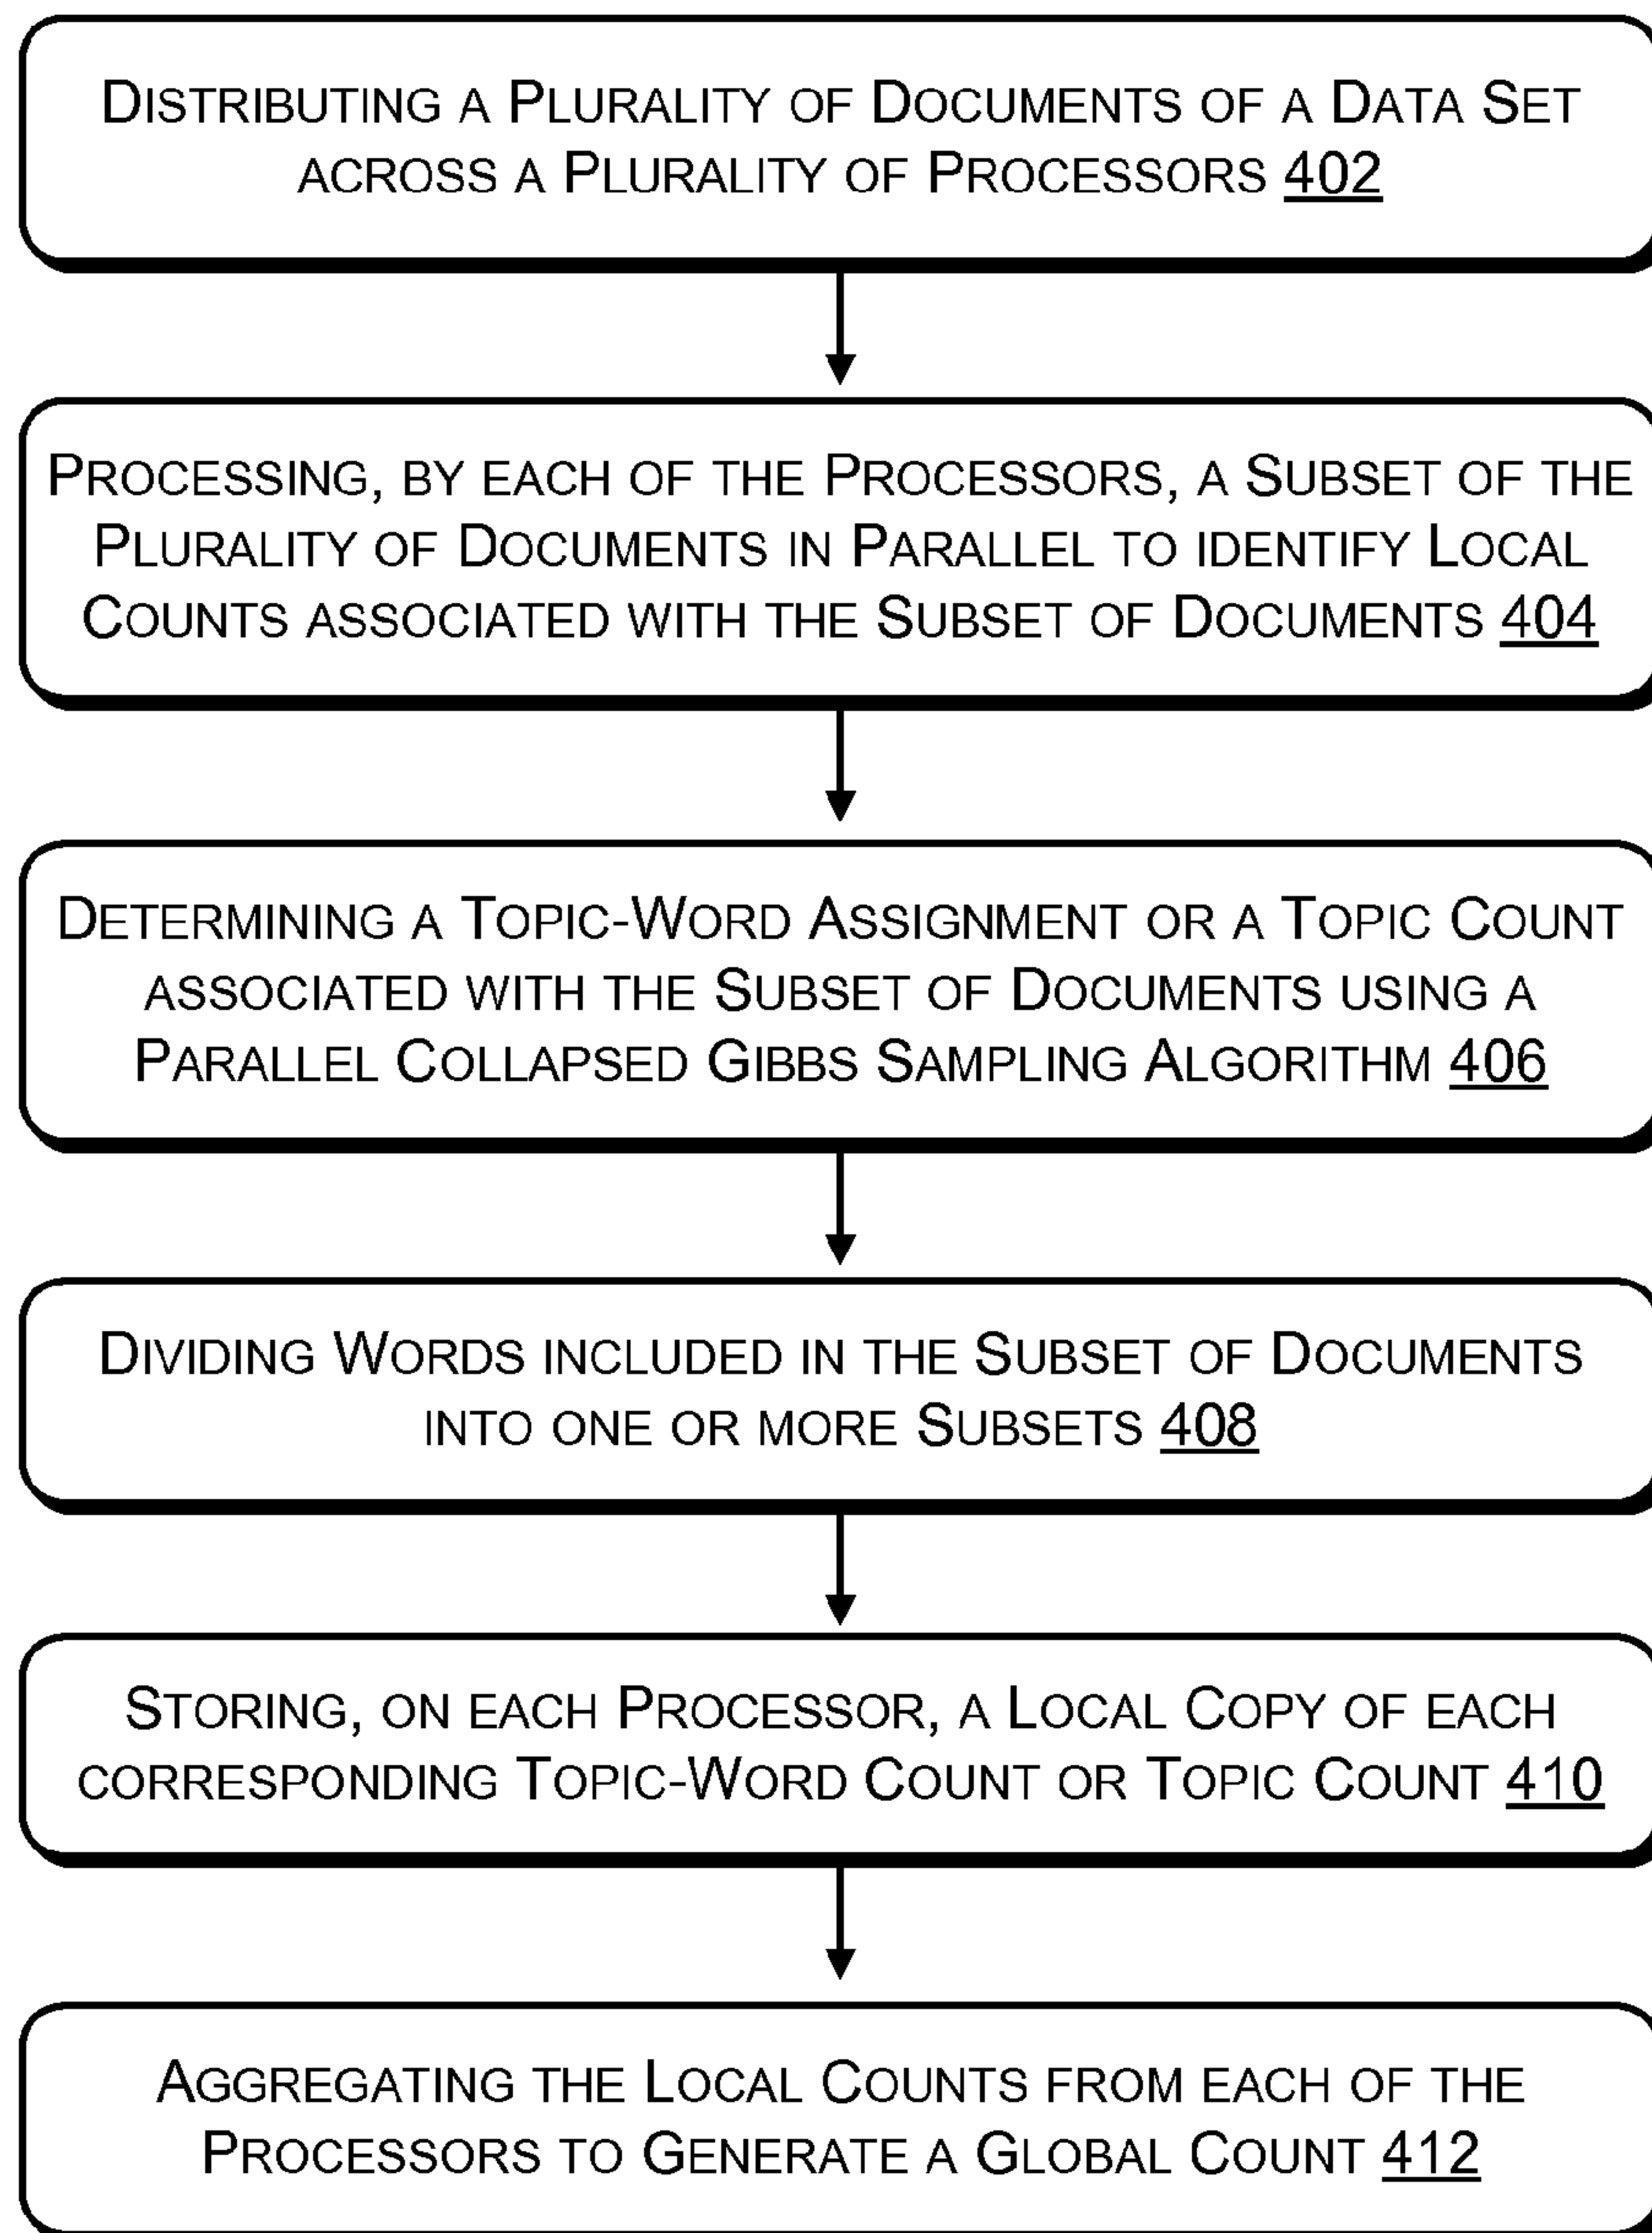 DISTRIBUTING A PLURALITY OF DOCUMENTS OF A DATA SET
ACROSS A PLURALITY OF PROCESSORS 402
PROCESSING, BY EACH OF THE PROCESSORS, A SUBSET OF THE
PLURALITY OF DOCUMENTS IN PARALLEL TO IDENTIFY LOCAL
COUNTS ASSOCIATED WITH THE SUBSET OF DOCUMENTS 404
DETERMINING A TOPIC-WORD ASSIGNMENT OR A TOPIC COUNT
ASSOCIATED WITH THE SUBSET OF DOCUMENTS USING A
PARALLEL COLLAPSED GIBBS SAMPLING ALGORITHM 406
DIVIDING WORDS INCLUDED IN THE SUBSET OF DOCUMENTS
INTO ONE OR MORE SUBSETS 408
STORING, ON EACH PROCESSOR, A LOCAL COPY OF EACH
CORRESPONDING TOPIC-WORD COUNT OR TOPIC COUNT 410
AGGREGATING THE LOCAL COUNTS FROM EACH OF THE
PROCESSORS TO GENERATE A GLOBAL COUNT 412